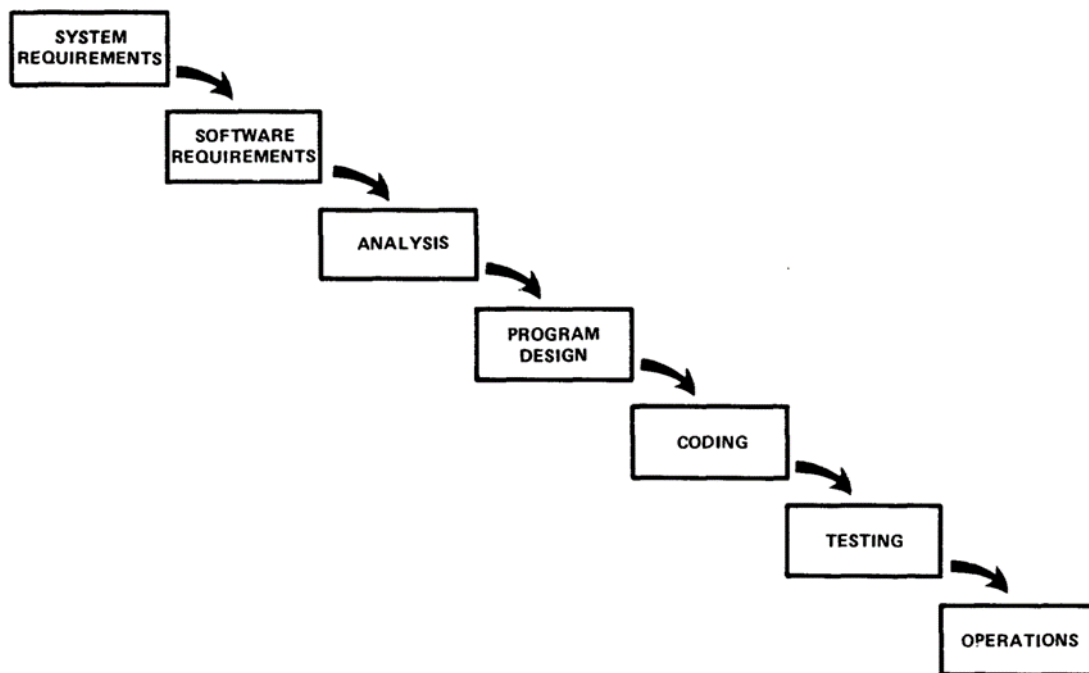 SYSTEM
REQUIREMENTS
SOFTWARE
REQUIREMENTS
ANALYSIS
PROGRAM
DESIGN
CODING
TESTING
OPERATIONS